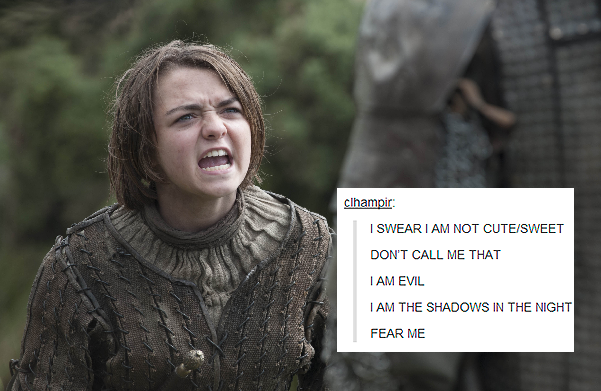 clhampir:
I SWEAR I AM NOT CUTE/SWEET
DON'T CALL ME THAT
I AM EVIL
I AM THE SHADOWS IN THE NIGHT
FEAR ME